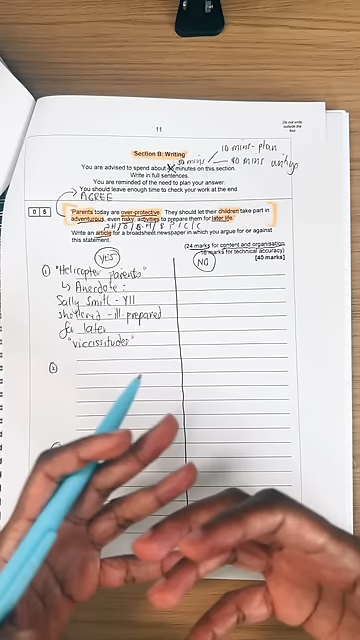 11
Do not write
outside the
box
Section B: Writing
You are advised to spend about minutes on this section.
50 mins
10 mins - plan
40 mins writing
Write in full sentences.
You are reminded of the need to plan your answer.
You should leave enough time to check your work at the end.
AGREE
0 5
'Parents today are over-protective. They should let their children take part in
adventurous, even risky, activities to prepare them for later life.'
Write an article for a broadsheet newspaper in which you argue for or against
this statement.
(24 marks for content and organisation
16 marks for technical accuracy)
[40 marks]
YES
NO
1 "Helicopter parents"
↳ Anecdote:
Sally Smith - Y11
sheltered - ill-prepared
for later
"viccissitudes"
2